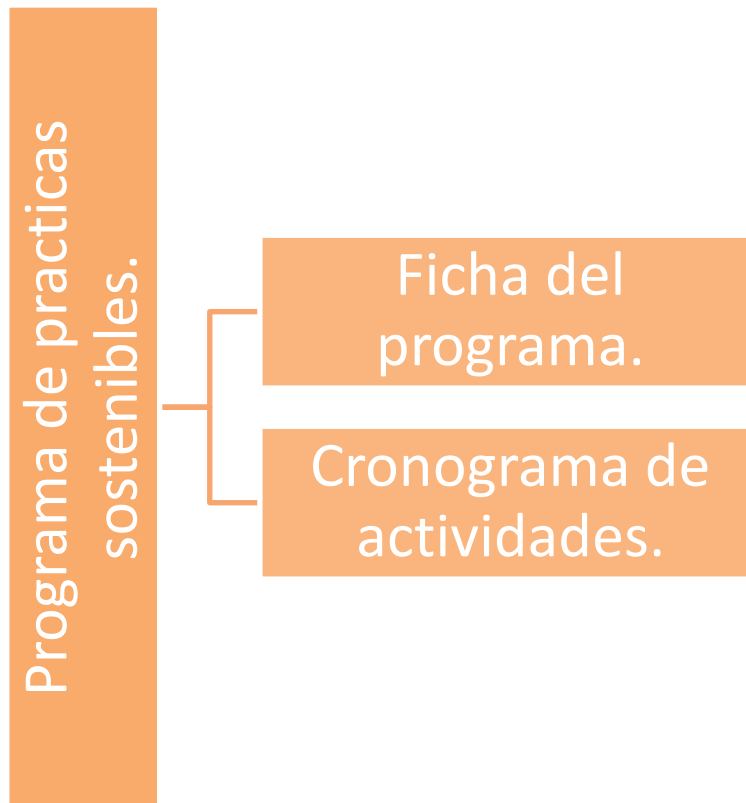 Programa de practicas
sostenibles.
Ficha del
programa.
Cronograma de
actividades.